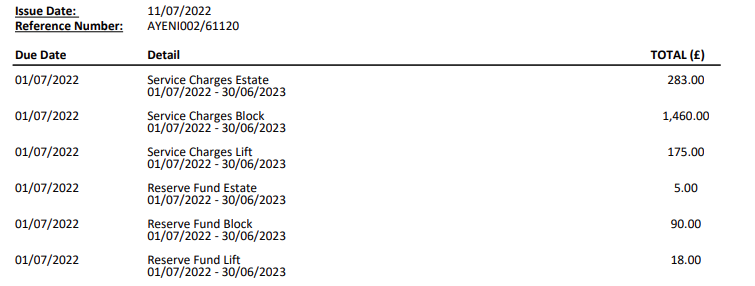 Issue Date: 11/07/2022
Reference Number: AYENI002/61120
Due Date Detail TOTAL (£)
01/07/2022 Service Charges Estate 283.00
01/07/2022 - 30/06/2023
01/07/2022 Service Charges Block 1,460.00
01/07/2022 - 30/06/2023
01/07/2022 Service Charges Lift 175.00
01/07/2022 - 30/06/2023
01/07/2022 Reserve Fund Estate 5.00
01/07/2022 - 30/06/2023
01/07/2022 Reserve Fund Block 90.00
01/07/2022 - 30/06/2023
01/07/2022 Reserve Fund Lift 18.00
01/07/2022 - 30/06/2023